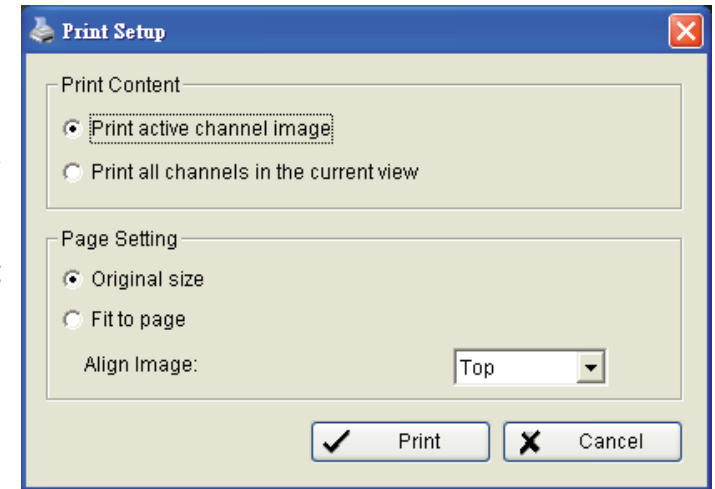 Print Setup
Print Content
Print active channel image
Print all channels in the current view
Page Setting
Original size
Fit to page
Align Image: Top
Print Cancel